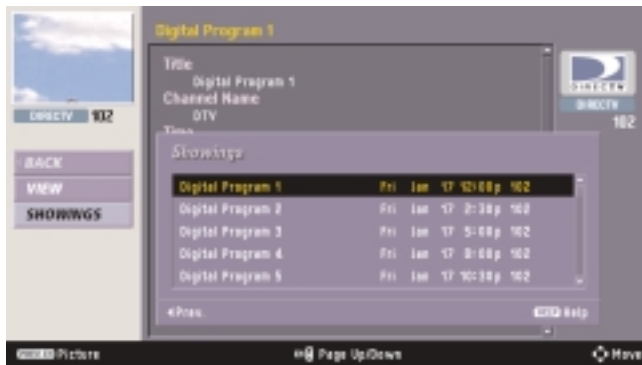 Digital Program 1
Title
Digital Program 1
Channel Name
DTV
Time
DIRECTV 102
DIRECTV
DIRECTV
102
BACK
VIEW
SHOWINGS
Showings
Digital Program 1 Fri Jan 17 12:00p 102
Digital Program 2 Fri Jan 17 2:30p 102
Digital Program 3 Fri Jan 17 5:00p 102
Digital Program 4 Fri Jan 17 8:00p 102
Digital Program 5 Fri Jan 17 10:30p 102
Prev.
HELP Help
Picture
Page Up/Down
Move